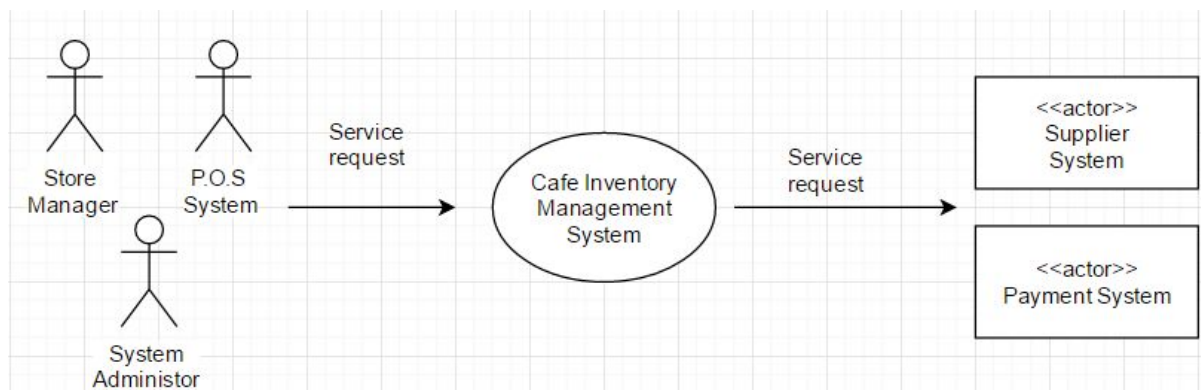 Store
Manager
P.O.S
System
System
Administor
Service
request
Cafe Inventory
Management
System
Service
request
<<actor>>
Supplier
System
<<actor>>
Payment System